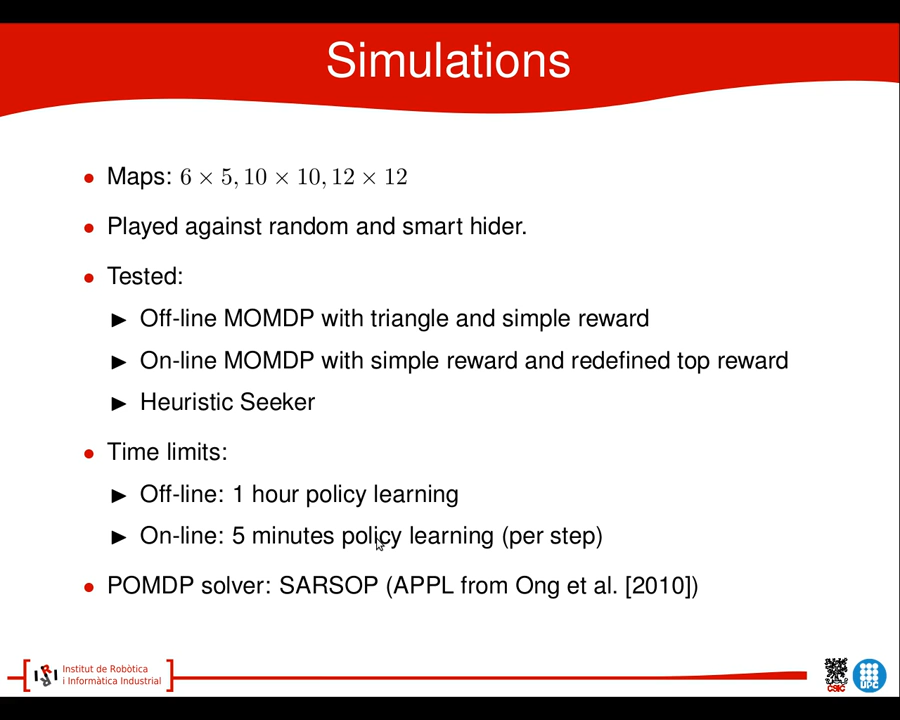 Simulations
• Maps: 6 × 5, 10 × 10, 12 × 12
• Played against random and smart hider.
• Tested:
▶ Off-line MOMDP with triangle and simple reward
▶ On-line MOMDP with simple reward and redefined top reward
▶ Heuristic Seeker
• Time limits:
▶ Off-line: 1 hour policy learning
▶ On-line: 5 minutes policy learning (per step)
• POMDP solver: SARSOP (APPL from Ong et al. [2010])
Institut de Robòtica
i Informàtica Industrial
CSIC
UPC